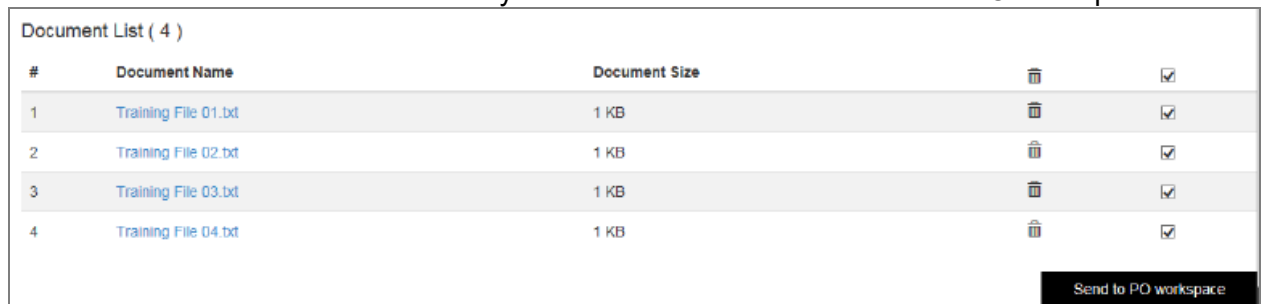 Document List ( 4 )
# Document Name Document Size
1 Training File 01.txt 1 KB
2 Training File 02.txt 1 KB
3 Training File 03.txt 1 KB
4 Training File 04.txt 1 KB
Send to PO workspace